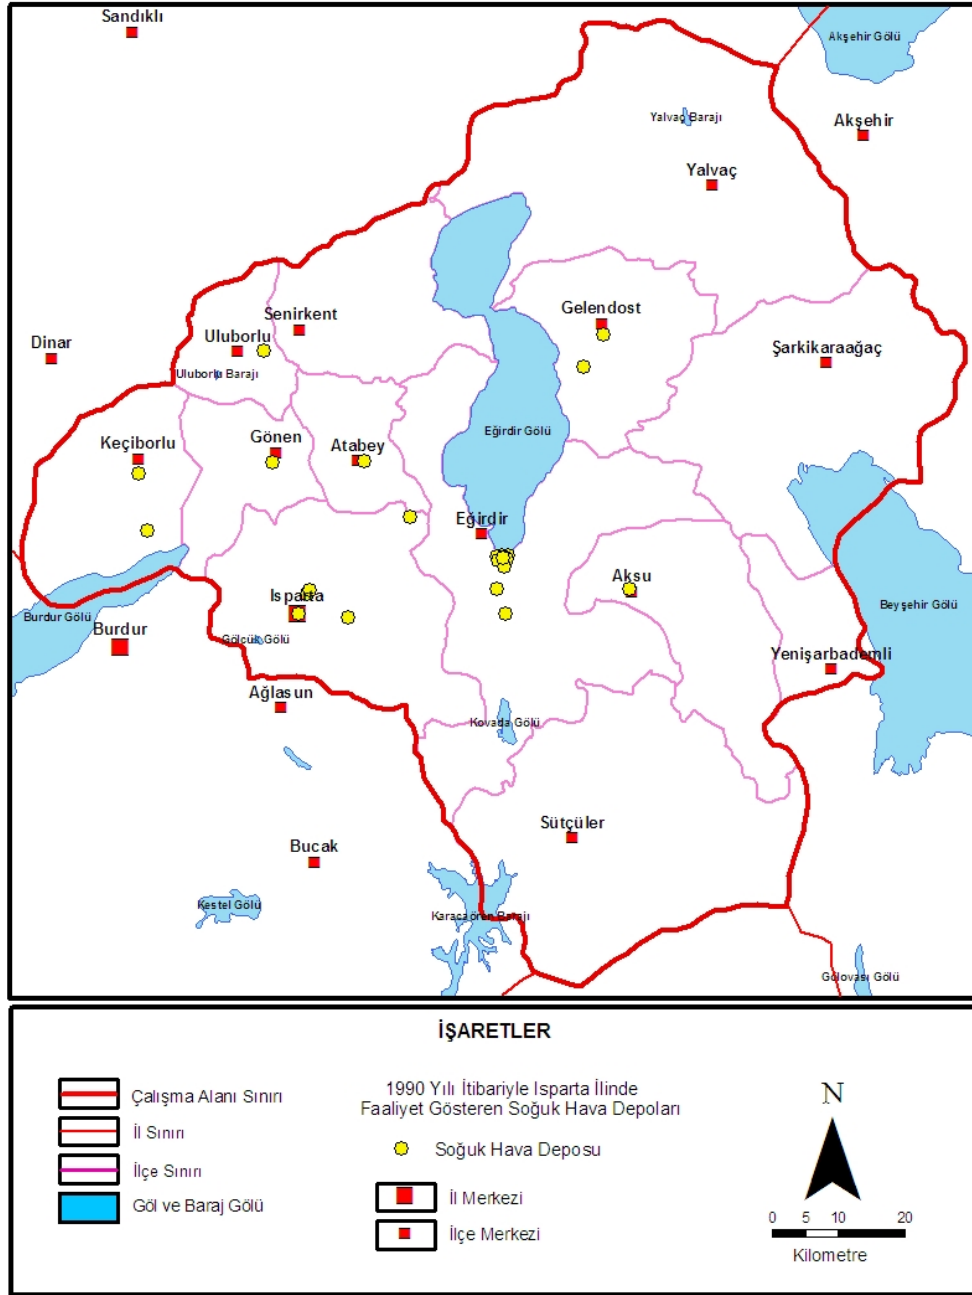 Sandıklı
Akşehir Gölü
Yalvaç Barajı
Akşehir
Yalvaç
Gelendost
Senirkent
Uluborlu
Dinar
Şarkikaraağaç
Uluborlu Barajı
Eğirdir Gölü
Keçiborlu
Gönen
Atabey
Eğirdir
Aksu
Isparta
Burdur Gölü
Burdur
Gölcük Gölü
Beyşehir Gölü
Yenişarbademli
Ağlasun
Kovada Gölü
Sütçüler
Bucak
Kestel Gölü
Karacaören Barajı
Gölovası Gölü
İŞARETLER
Çalışma Alanı Sınırı
İl Sınırı
İlçe Sınırı
Göl ve Baraj Gölü
1990 Yılı İtibariyle Isparta İlinde
Faaliyet Gösteren Soğuk Hava Depoları
Soğuk Hava Deposu
İl Merkezi
İlçe Merkezi
N
0 5 10 20
Kilometre